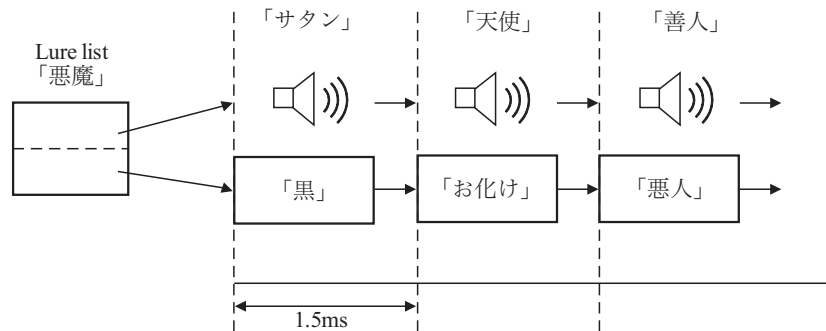 「サタン」
「天使」
「善人」
Lure list
「悪魔」
「黒」
「お化け」
「悪人」
1.5ms